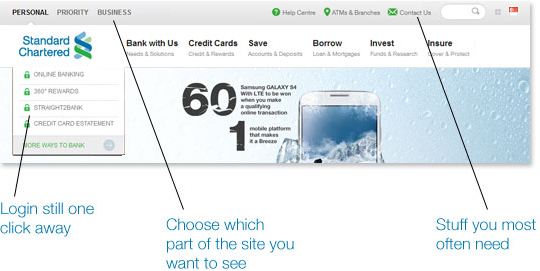 PERSONAL PRIORITY BUSINESS
Help Centre ATMs & Branches Contact Us
Standard
Chartered
Bank with Us Credit Cards Save Borrow Invest Insure
Needs & Solutions Credit & Rewards Accounts & Deposits Loan & Mortgages Funds & Research Cover & Protect
ONLINE BANKING
360° REWARDS
STRAIGHT2BANK
CREDIT CARD ESTATEMENT
MORE WAYS TO BANK
60
Samsung GALAXY S4
With LTE to be won
when you make
a qualifying
online transaction
1
mobile platform
that makes
it a Breeze
Login still one
click away
Choose which
part of the site you
want to see
Stuff you most
often need